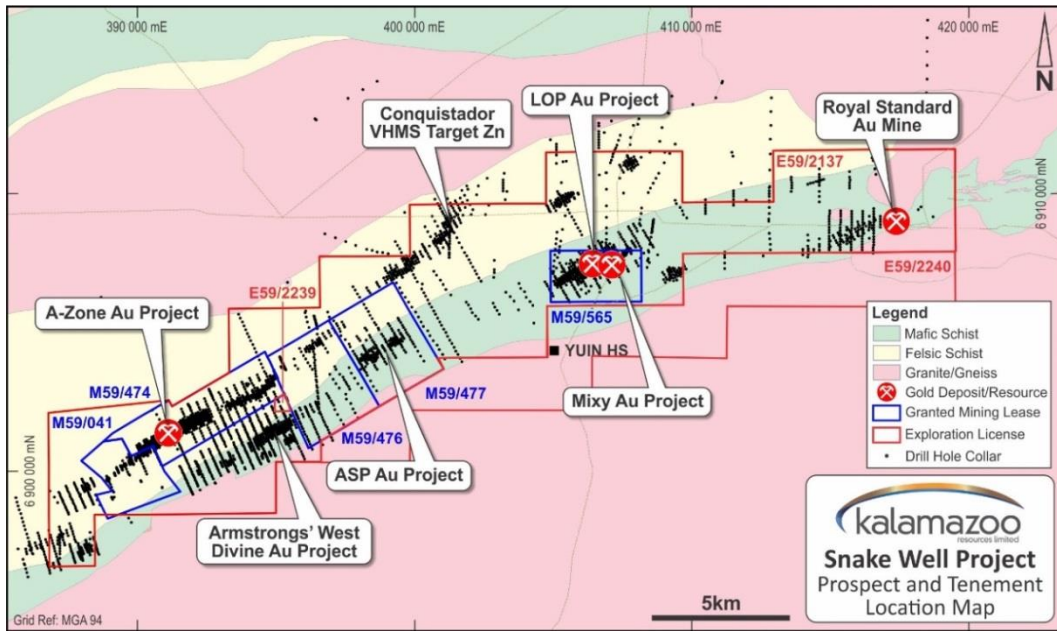 390 000 mE
400 000 mE
410 000 mE
420 000 mE
N
Conquistador
VHMS Target Zn
LOP Au Project
Royal Standard
Au Mine
E59/2137
6 910 000 mN
E59/2239
E59/2240
A-Zone Au Project
M59/474
M59/041
M59/565
YUIN HS
M59/477
M59/476
Mixy Au Project
ASP Au Project
Armstrongs' West
Divine Au Project
6 900 000 mN
Legend
Mafic Schist
Felsic Schist
Granite/Gneiss
Gold Deposit/Resource
Granted Mining Lease
Exploration License
Drill Hole Collar
kalamazoo
resources limited
Snake Well Project
Prospect and Tenement
Location Map
5km
Grid Ref: MGA 94